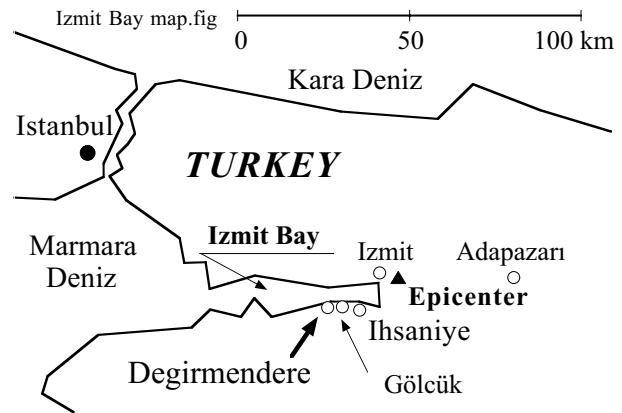 Izmit Bay map.fig
0 50 100 km
Kara Deniz
Istanbul
TURKEY
Marmara
Deniz
Izmit Bay
Izmit
Adapazarı
Epicenter
Ihsaniye
Degirmendere
Gölcük